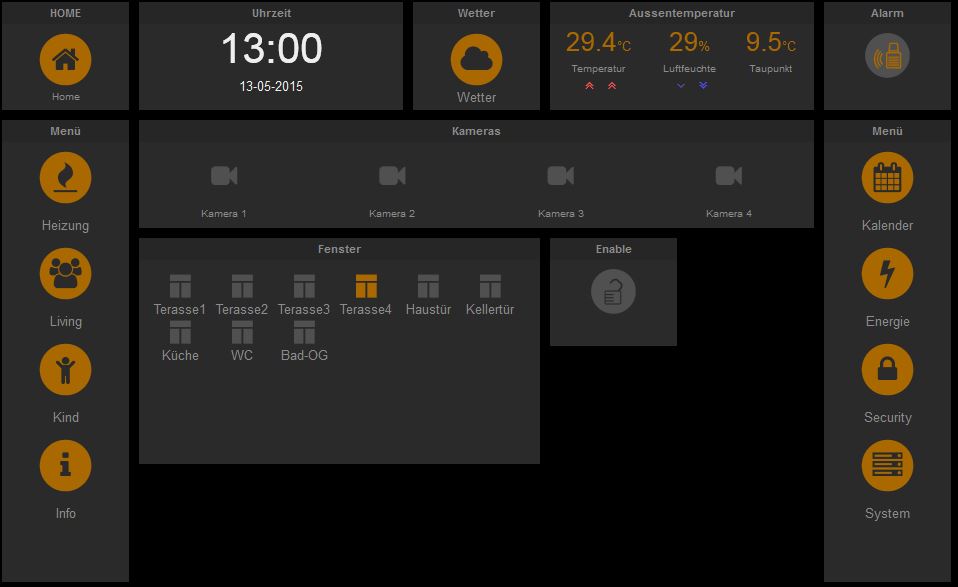 HOME
Uhrzeit
Wetter
Aussentemperatur
Alarm
13:00
13-05-2015
29.4°C
29%
9.5°C
Temperatur
Luftfeuchte
Taupunkt
Home
Wetter
Menü
Heizung
Living
Kind
Info
Kameras
Kamera 1
Kamera 2
Kamera 3
Kamera 4
Fenster
Terasse1 Terasse2 Terasse3 Terasse4 Haustür Kellertür
Küche WC Bad-OG
Enable
Menü
Kalender
Energie
Security
System